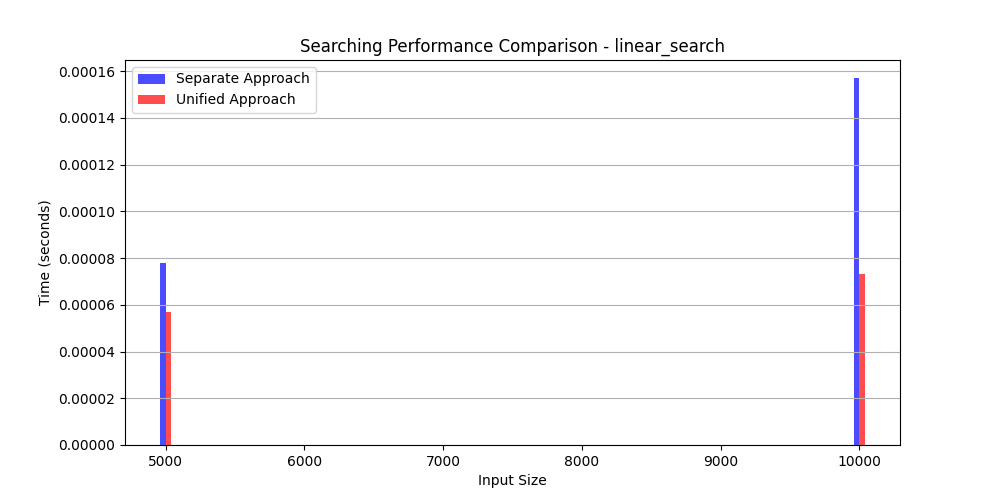 Searching Performance Comparison - linear_search
Separate Approach
Unified Approach
0.00016
0.00014
0.00012
0.00010
0.00008
0.00006
0.00004
0.00002
0.00000
Time (seconds)
5000 6000 7000 8000 9000 10000
Input Size